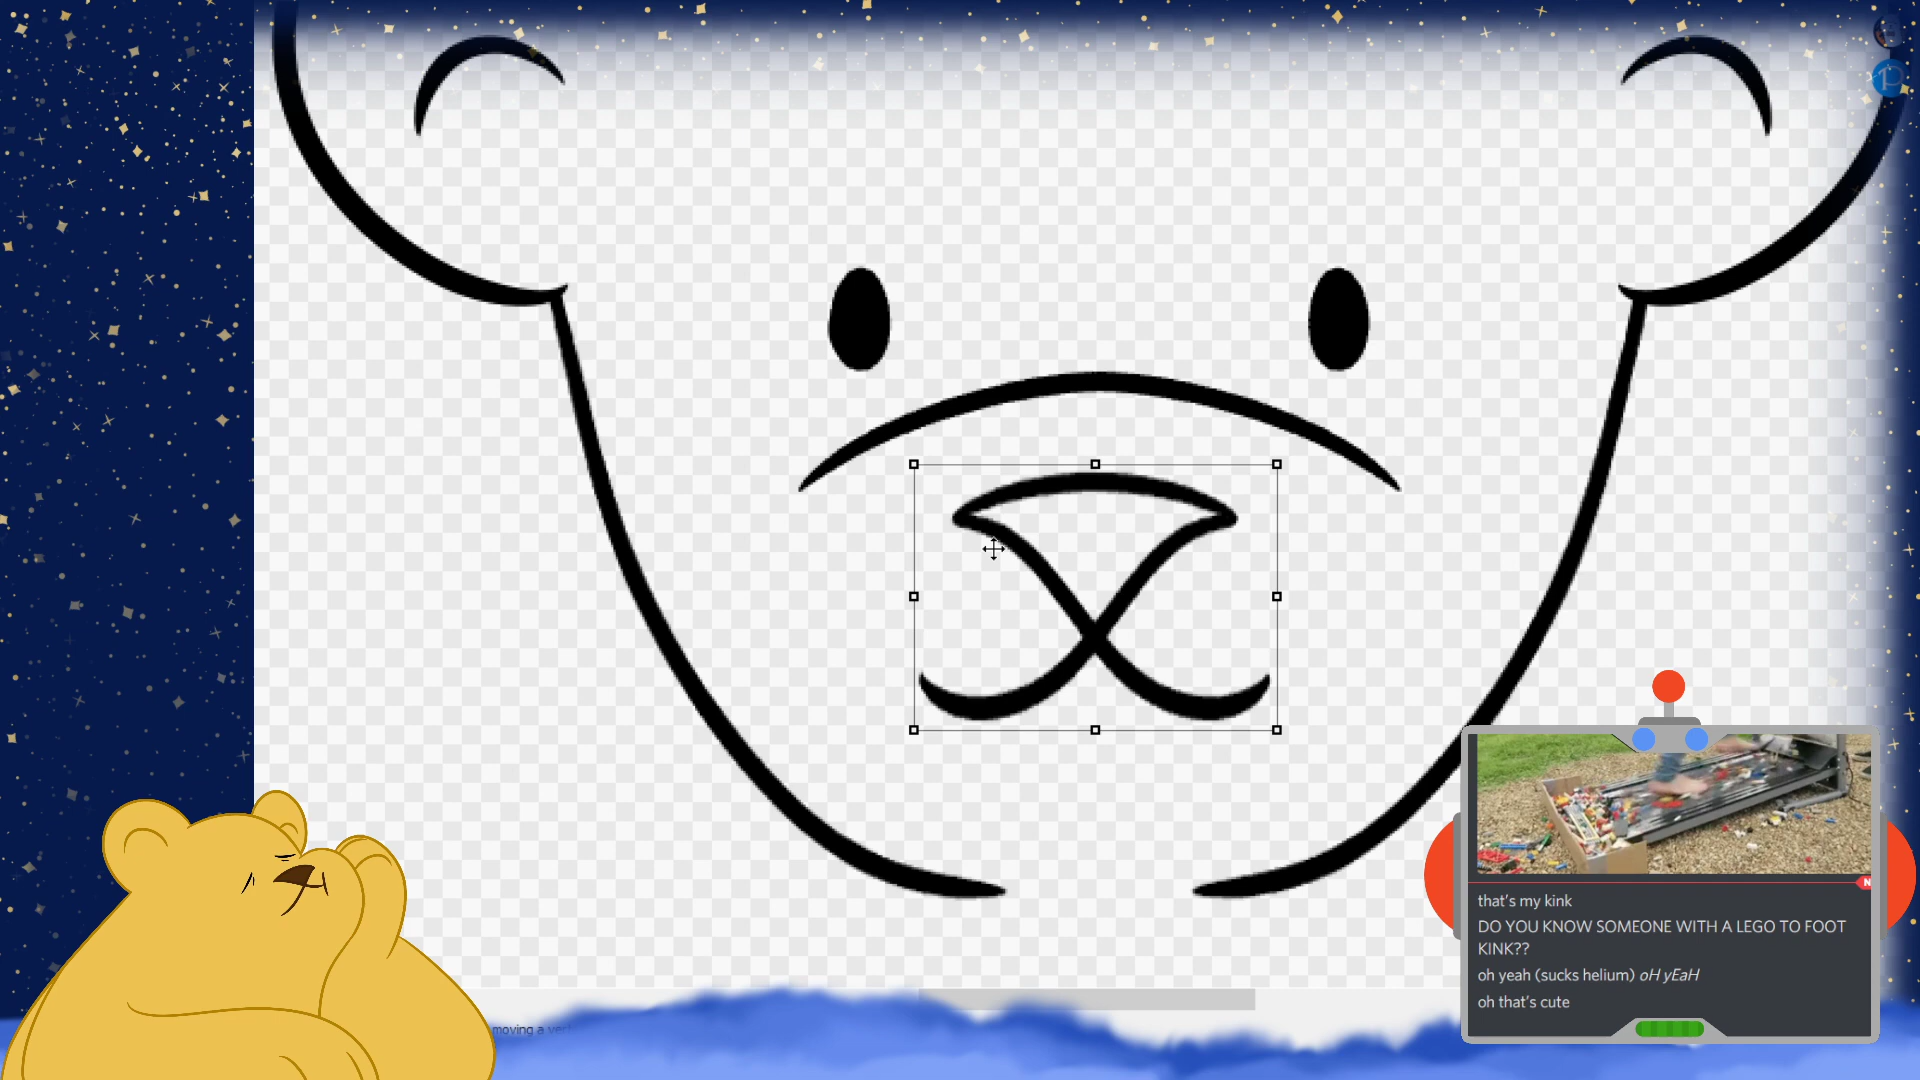 N
that's my kink
DO YOU KNOW SOMEONE WITH A LEGO TO FOOT
KINK??
oh yeah (sucks helium) oH yEaH
oh that's cute
moving a